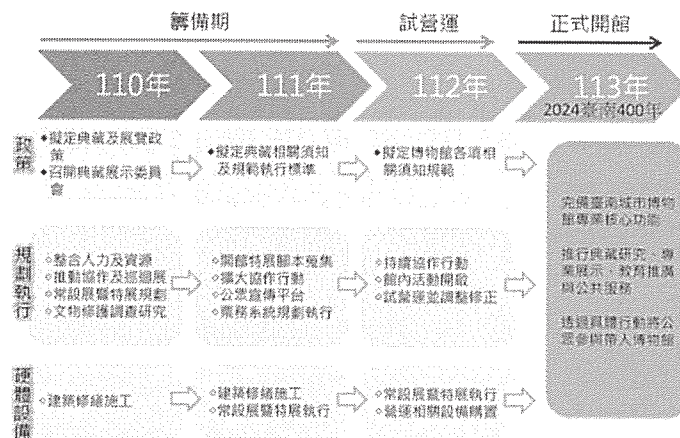 籌備期
試營運
正式開館
110年
111年
112年
113年
2024臺南400年
政策
◆擬定典藏及展覽政
策
◆召開典藏展示委員
會
◆擬定典藏相關須知
及規範執行標準
◆擬定博物館各項相
關須知規範
規劃執行
◇整合人力及資源
◇推動協作及巡迴展
◇常設展暨特展規劃
◇文物修護調查研究
◇開館特展腳本蒐集
◇擴大協作行動
◇公眾宣傳平台
◇票務系統規劃執行
◇持續協作行動
◇館內活動開啟
◇試營運並調整修正
硬體設備
◇建築修繕施工
◇建築修繕施工
◇常設展暨特展執行
◇常設展暨特展執行
◇營運相關設備購置
完備臺南城市博物
館專業核心功能
推行典藏研究、專
業展示、教育推廣
與公共服務
透過具體行動將公
眾參與帶入博物館